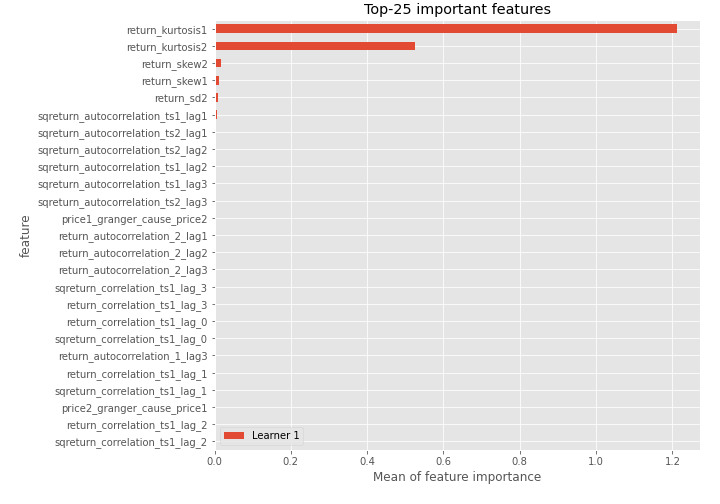 Top-25 important features
return_kurtosis1
return_kurtosis2
return_skew2
return_skew1
return_sd2
sqreturn_autocorrelation_ts1_lag1
sqreturn_autocorrelation_ts2_lag1
sqreturn_autocorrelation_ts2_lag2
sqreturn_autocorrelation_ts1_lag2
sqreturn_autocorrelation_ts1_lag3
sqreturn_autocorrelation_ts2_lag3
price1_granger_cause_price2
return_autocorrelation_2_lag1
return_autocorrelation_2_lag2
return_autocorrelation_2_lag3
sqreturn_correlation_ts1_lag_3
return_correlation_ts1_lag_3
return_correlation_ts1_lag_0
sqreturn_correlation_ts1_lag_0
return_autocorrelation_1_lag3
return_correlation_ts1_lag_1
sqreturn_correlation_ts1_lag_1
price2_granger_cause_price1
return_correlation_ts1_lag_2
sqreturn_correlation_ts1_lag_2
feature
Learner 1
0.0 0.2 0.4 0.6 0.8 1.0 1.2
Mean of feature importance